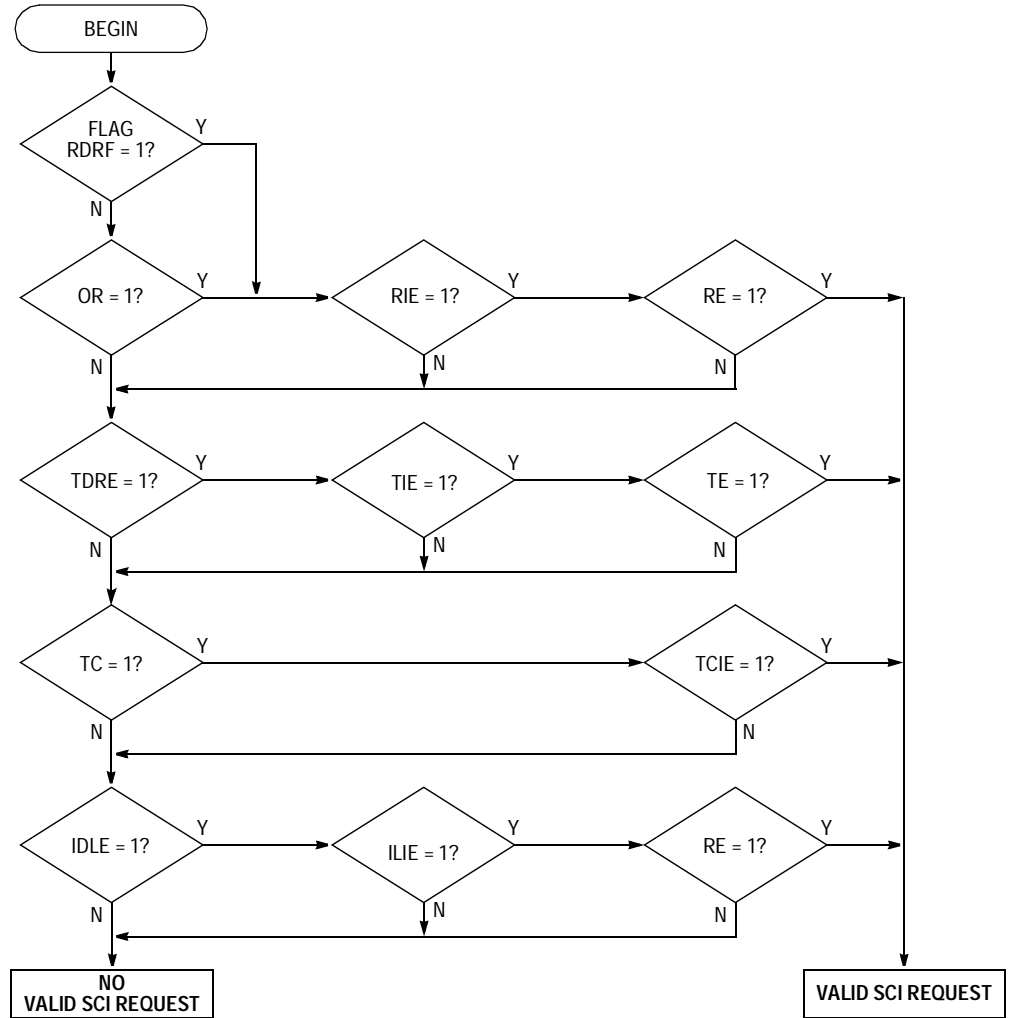 BEGIN
FLAG
RDRF = 1?
Y
N
OR = 1?
Y
RIE = 1?
Y
RE = 1?
Y
N
N
N
TDRE = 1?
Y
TIE = 1?
Y
TE = 1?
Y
N
N
N
TC = 1?
Y
TCIE = 1?
Y
N
N
IDLE = 1?
Y
ILIE = 1?
Y
RE = 1?
Y
N
N
N
NO
VALID SCI REQUEST
VALID SCI REQUEST